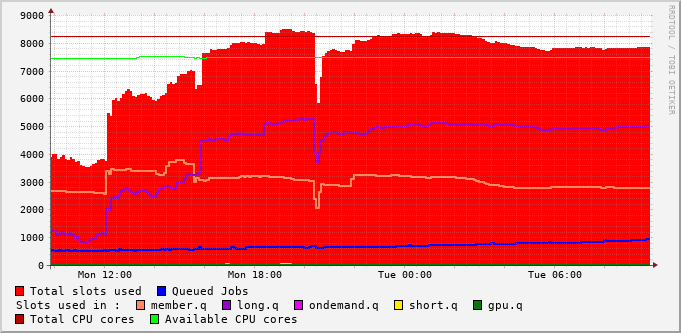 9000
8000
7000
6000
5000
4000
3000
2000
1000
0
Mon 12:00 Mon 18:00 Tue 00:00 Tue 06:00
Total slots used Queued Jobs
Slots used in : member.q long.q ondemand.q short.q gpu.q
Total CPU cores Available CPU cores
RRDTOOL / TOBI OETIKER